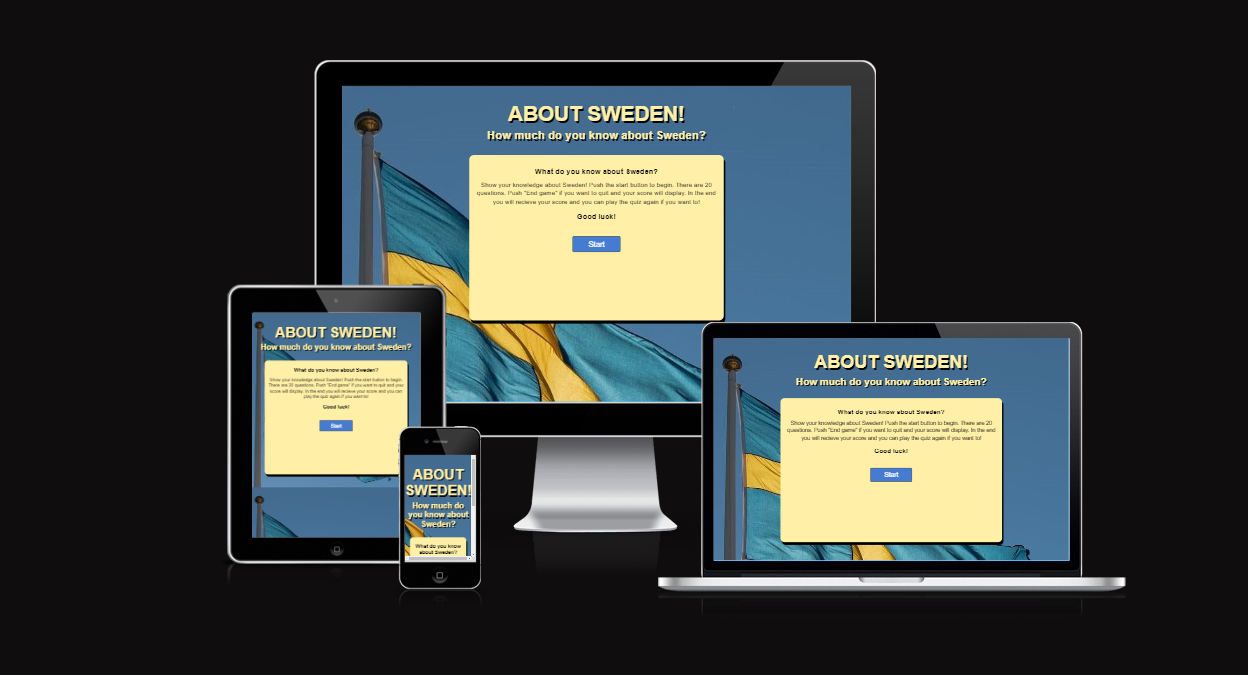 ABOUT SWEDEN!
How much do you know about Sweden?
What do you know about Sweden?
Show your knowledge about Sweden! Push the start button to begin. There are 20
questions. Push "End game" if you want to quit and your score will display. In the end
you will recieve your score and you can play the quiz again if you want to!
Good luck!
Start
ABOUT SWEDEN!
How much do you know about Sweden?
What do you know about Sweden?
Show your knowledge about Sweden! Push the start button to begin.
There are 20 questions. Push "End game" if you want to quit and your
score will display. In the end you will recieve your score and you can
play the quiz again if you want to!
Good luck!
Start
ABOUT
SWEDEN!
How much do
you know about
Sweden?
What do you know
about Sweden?
ABOUT SWEDEN!
How much do you know about Sweden?
What do you know about Sweden?
Show your knowledge about Sweden! Push the start button to begin. There are 20
questions. Push "End game" if you want to quit and your score will display. In the end
you will recieve your score and you can play the quiz again if you want to!
Good luck!
Start